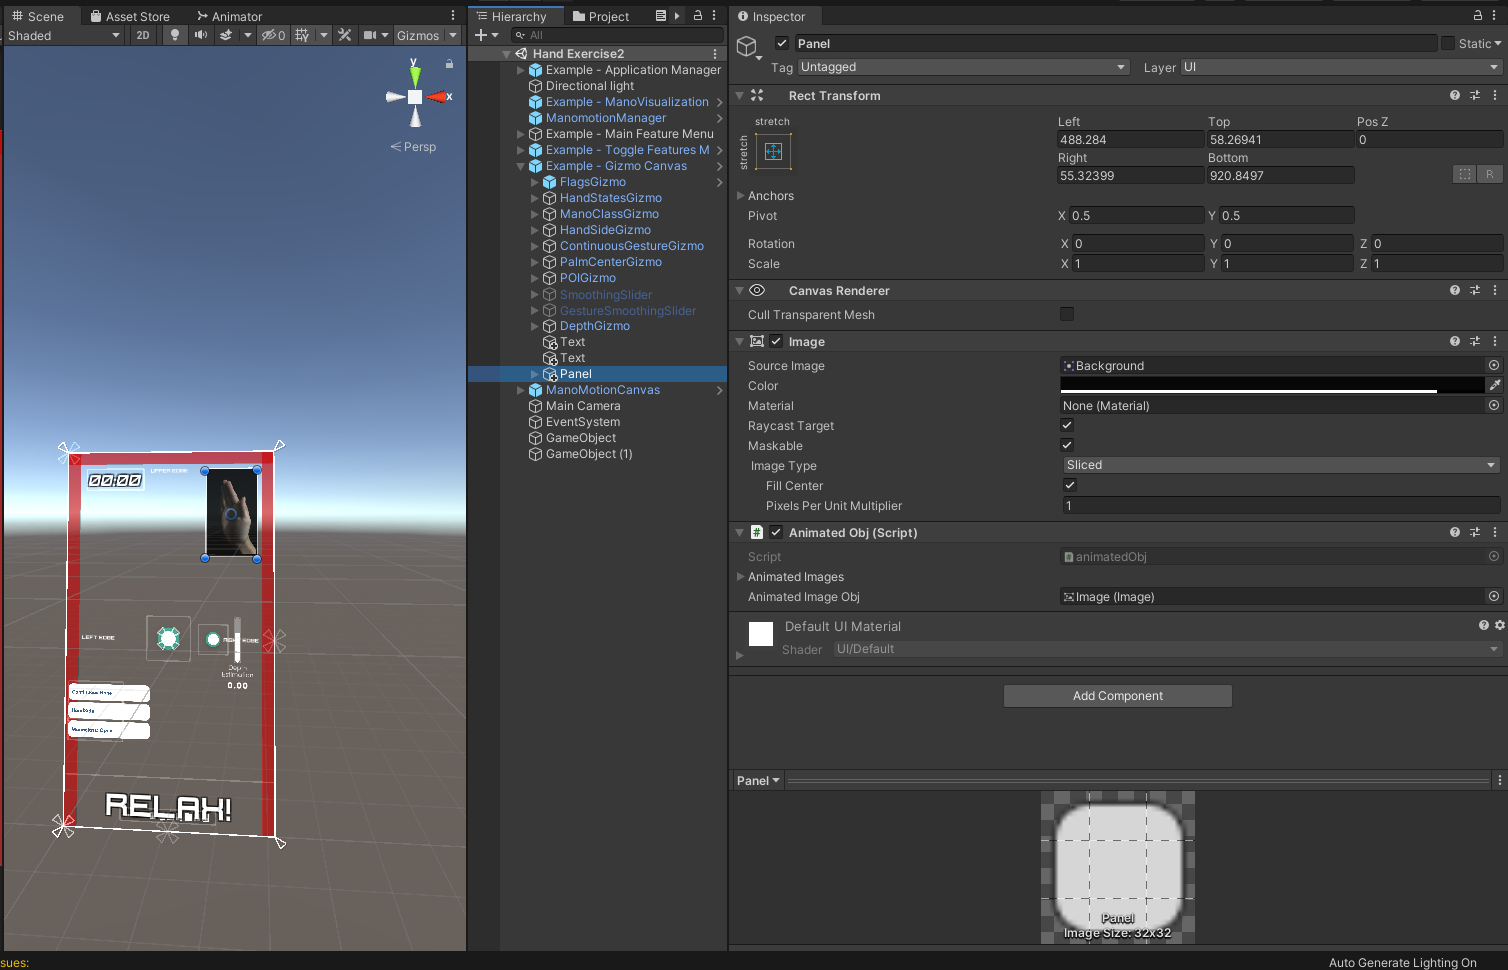 Scene
Asset Store
Animator
Shaded
2D
0
Gizmos
y
x
Persp
00:00
UPPER EDGE
LEFT EDGE
EDGE
Depth
Estimation
0.00
RELAX!
sues:
Hierarchy
Project
All
Hand Exercise2
Example - Application Manager
Directional light
Example - ManoVisualization
ManomotionManager
Example - Main Feature Menu
Example - Toggle Features M
Example - Gizmo Canvas
FlagsGizmo
HandStatesGizmo
ManoClassGizmo
HandSideGizmo
ContinuousGestureGizmo
PalmCenterGizmo
POIGizmo
SmoothingSlider
GestureSmoothingSlider
DepthGizmo
Text
Text
Panel
ManoMotionCanvas
Main Camera
EventSystem
GameObject
GameObject (1)
Inspector
Panel
Static
Tag Untagged Layer UI
Rect Transform
stretch
stretch
Left Top Pos Z
488.284 58.26941 0
Right Bottom
55.32399 920.8497
R
Anchors
Pivot X 0.5 Y 0.5
Rotation X 0 Y 0 Z 0
Scale X 1 Y 1 Z 1
Canvas Renderer
Cull Transparent Mesh
Image
Source Image Background
Color
Material None (Material)
Raycast Target
Maskable
Image Type Sliced
Fill Center
Pixels Per Unit Multiplier 1
# Animated Obj (Script)
Script animatedObj
Animated Images
Animated Image Obj Image (Image)
Default UI Material
Shader UI/Default
Add Component
Panel
Panel
Image Size: 32x32
Auto Generate Lighting On